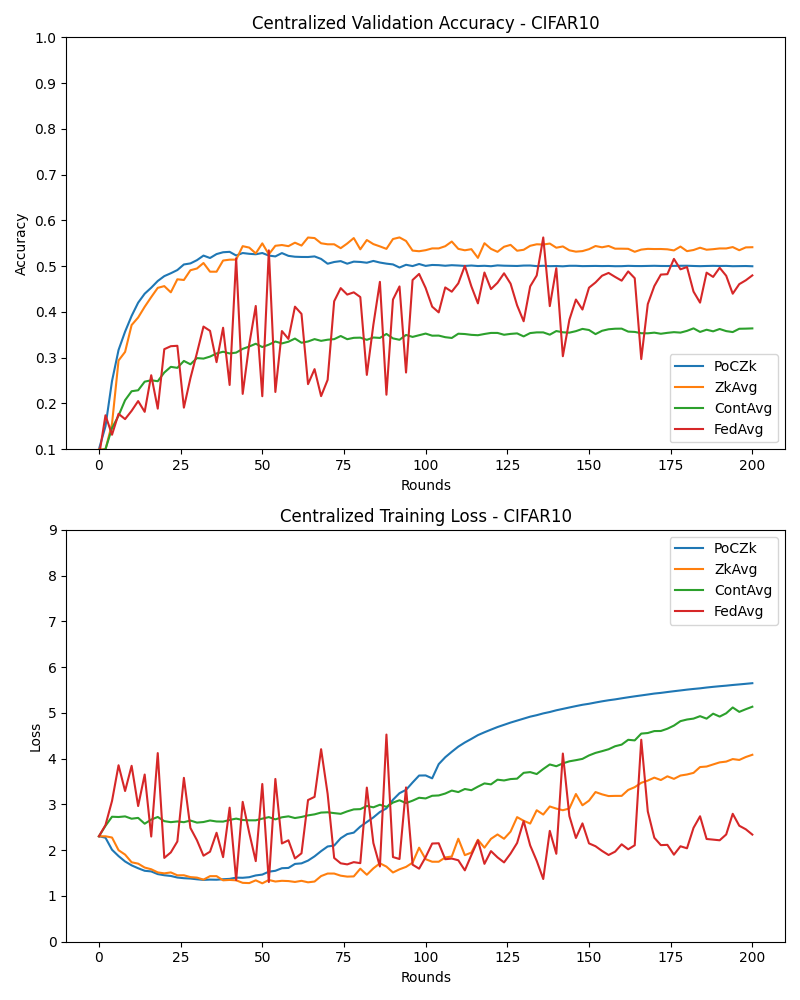 Centralized Validation Accuracy - CIFAR10
1.0
0.9
0.8
0.7
0.6
0.5
0.4
0.3
0.2
0.1
Accuracy
PoCZk
ZkAvg
ContAvg
FedAvg
0 25 50 75 100 125 150 175 200
Rounds
Centralized Training Loss - CIFAR10
9
8
7
6
5
4
3
2
1
0
Loss
PoCZk
ZkAvg
ContAvg
FedAvg
0 25 50 75 100 125 150 175 200
Rounds